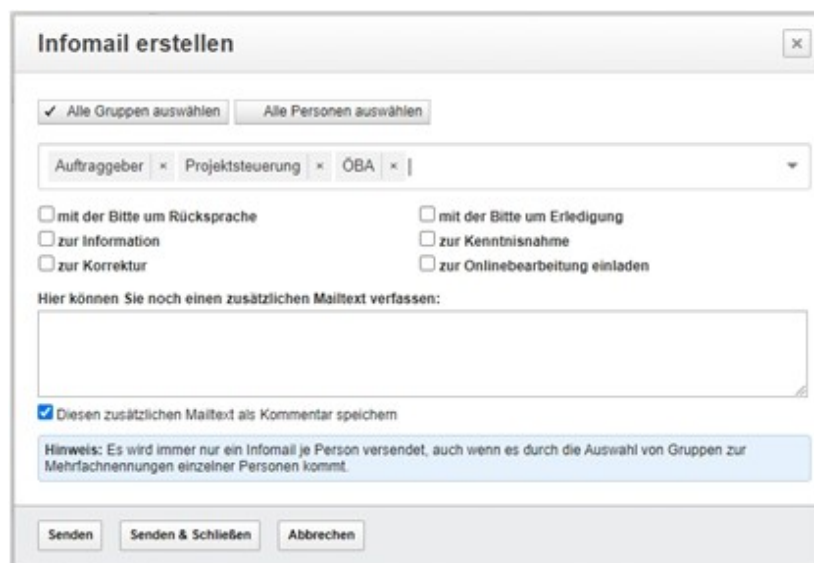 Infomail erstellen
Alle Gruppen auswählen Alle Personen auswählen
Auftraggeber × Projektsteuerung × ÖBA ×
mit der Bitte um Rücksprache mit der Bitte um Erledigung
zur Information zur Kenntnisnahme
zur Korrektur zur Onlinebearbeitung einladen
Hier können Sie noch einen zusätzlichen Mailtext verfassen:
Diesen zusätzlichen Mailtext als Kommentar speichern
Hinweis: Es wird immer nur ein Infomail je Person versendet, auch wenn es durch die Auswahl von Gruppen zur
Mehrfachnennungen einzelner Personen kommt.
Senden Senden & Schließen Abbrechen